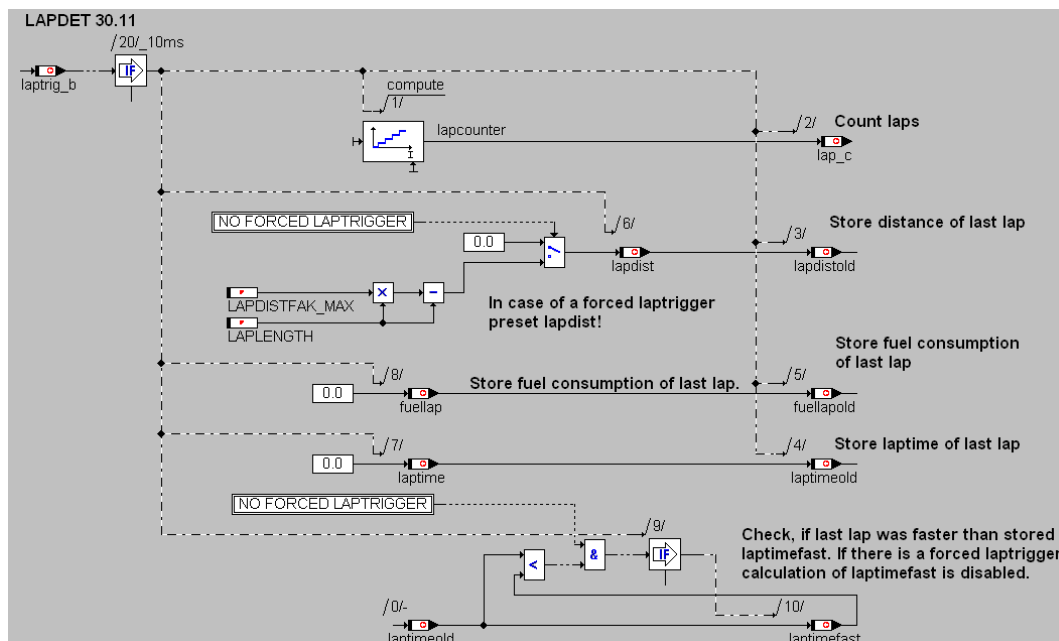 LAPDET 30.11
/20/_10ms
laptrig_b
IF
compute
/1/
lapcounter
/2/
Count laps
lap_c
NO FORCED LAPTRIGGER
/6/
0.0
/3/
Store distance of last lap
lapdist
lapdistold
LAPDISTFAK_MAX
LAPLENGTH
In case of a forced laptrigger
preset lapdist!
Store fuel consumption
of last lap
/8/
0.0
fuellap
Store fuel consumption of last lap.
/5/
fuellapold
/7/
0.0
laptime
/4/
Store laptime of last lap
laptimeold
NO FORCED LAPTRIGGER
/9/
&
IF
<
Check, if last lap was faster than stored
laptimefast. If there is a forced laptrigger
calculation of laptimefast is disabled.
/0/-
laptimeold
/10/
laptimefast